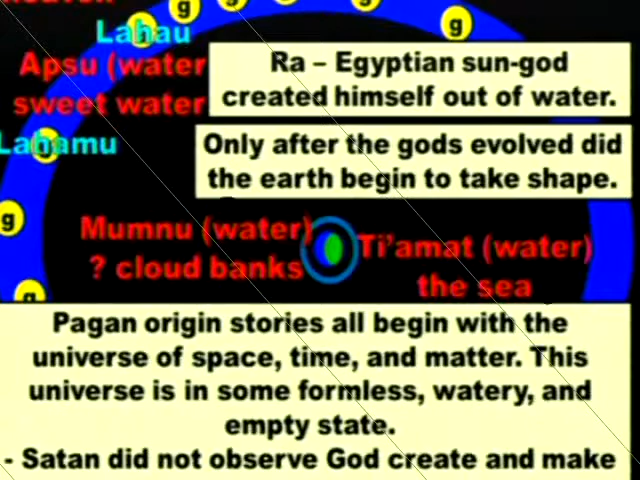 g g g
Lahau
Apsu (water
sweet water
Ra – Egyptian sun-god
created himself out of water.
Lahamu
Only after the gods evolved did
the earth begin to take shape.
g
Mumnu (water)
? cloud banks
Ti'amat (water)
the sea
g
Pagan origin stories all begin with the
universe of space, time, and matter. This
universe is in some formless, watery, and
empty state.
- Satan did not observe God create and make